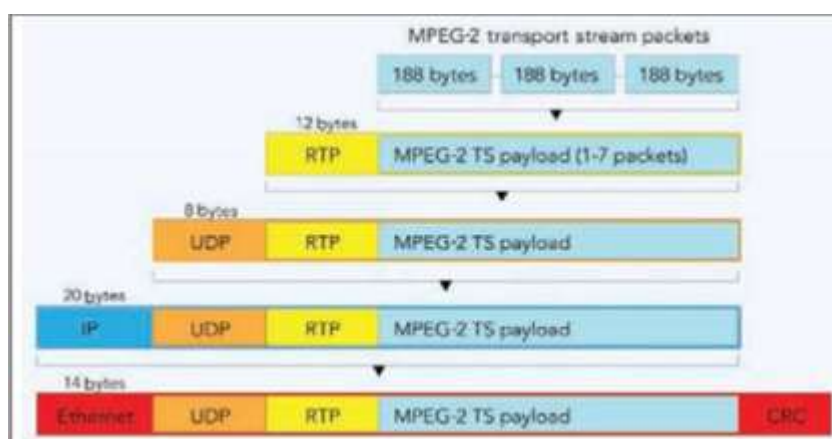 MPEG-2 transport stream packets
188 bytes 188 bytes 188 bytes
12 bytes
RTP MPEG-2 TS payload (1-7 packets)
8 bytes
UDP RTP MPEG-2 TS payload
20 bytes
IP UDP RTP MPEG-2 TS payload
14 bytes
Ethernet UDP RTP MPEG-2 TS payload CRC